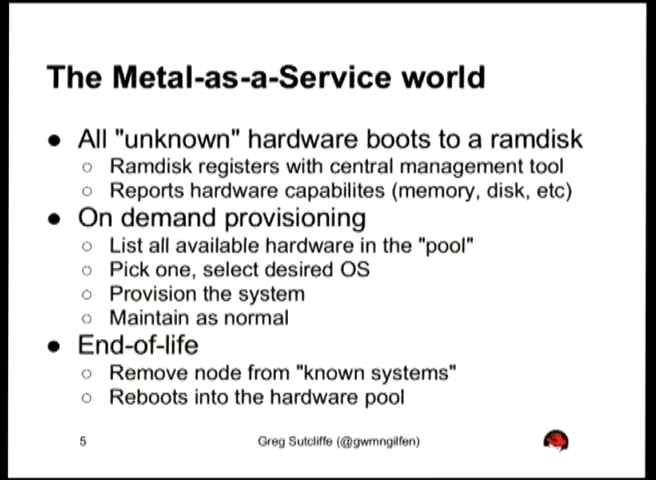 The Metal-as-a-Service world
● All "unknown" hardware boots to a ramdisk
○ Ramdisk registers with central management tool
○ Reports hardware capabilites (memory, disk, etc)
● On demand provisioning
○ List all available hardware in the "pool"
○ Pick one, select desired OS
○ Provision the system
○ Maintain as normal
● End-of-life
○ Remove node from "known systems"
○ Reboots into the hardware pool
5 Greg Sutcliffe (@gwmngilfen)